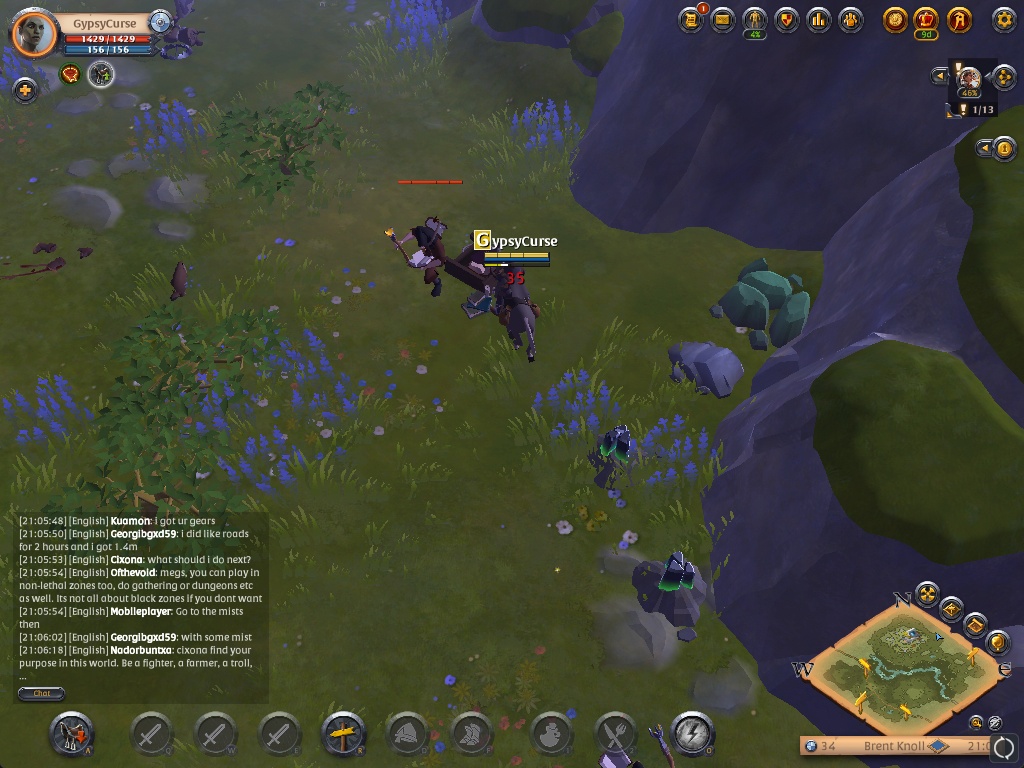 GypsyCurse
1429 / 1429
156 / 156
1
4%
9d
46%
1/13
1
GypsyCurse
35
[21:05:48] [English] Kuamon: i got ur gears
[21:05:50] [English] Georgibgxd59: i did like roads
for 2 hours and i got 1.4m
[21:05:53] [English] Cixona: what should i do next?
[21:05:54] [English] Ofthevoid: megs, you can play in
non-lethal zones too, do gathering or dungeons etc
as well. Its not all about black zones if you dont want
[21:05:54] [English] Mobileplayer: Go to the mists
then
[21:06:02] [English] Georgibgxd59: with some mist
[21:06:18] [English] Nadorbuntxa: cixona find your
purpose in this world. Be a fighter, a farmer, a troll,
...
Chat
N
W
E
A
Q
W
E
R
O
34 Brent Knoll